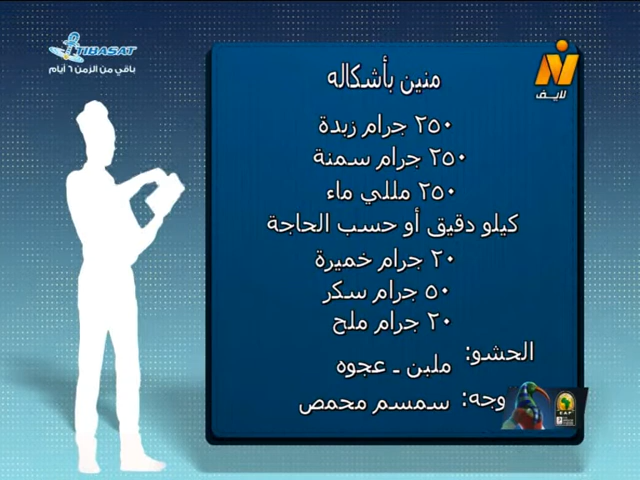 TIBASAT
باقي من الزمن ٦ أيام
لايف
منين بأشكاله
٢٥٠ جرام زبدة
٢٥٠ جرام سمنة
٢٥٠ مللي ماء
كيلو دقيق أو حسب الحاجة
٢٠ جرام خميرة
٥٠ جرام سكر
٢٠ جرام ملح
الحشو: ملبن ـ عجوه
وجه: سمسم محمص
CAF